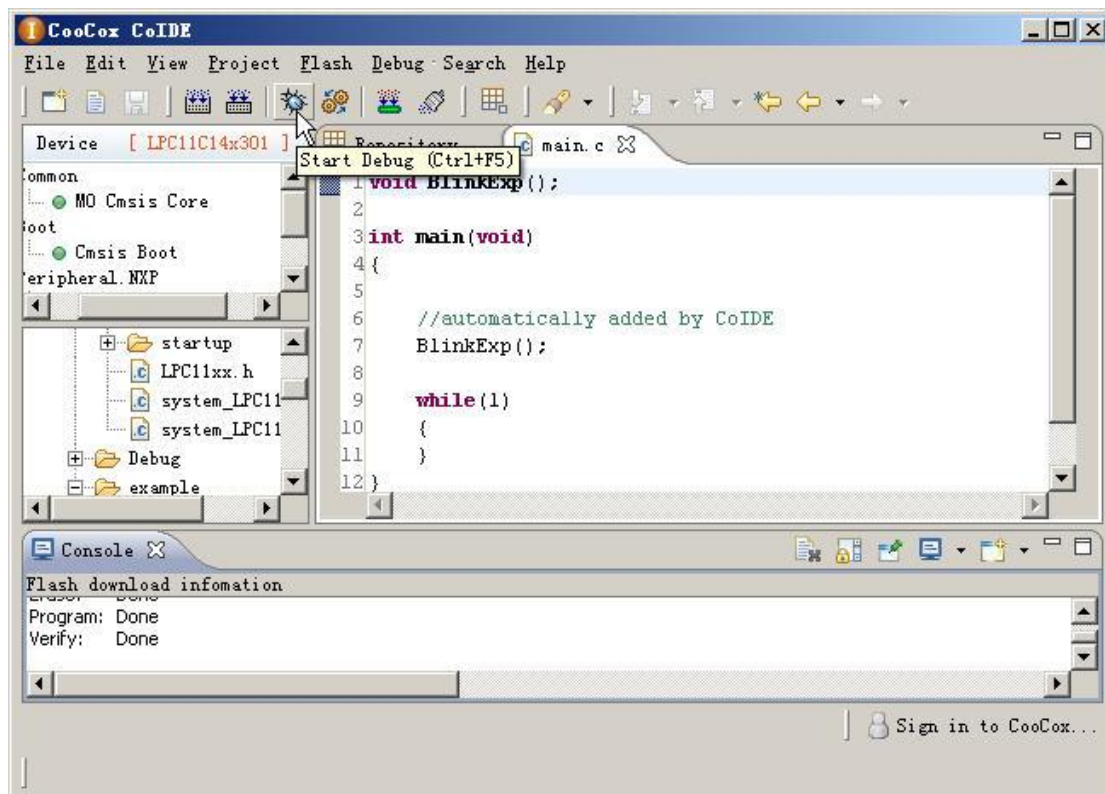 CooCox CoIDE
File Edit View Project Flash Debug Search Help
Device [ LPC11C14x301 ]
Repository main.c
Start Debug (Ctrl+F5)
ommon
M0 Cmsis Core
oot
Cmsis Boot
eripheral.NXP
startup
LPC11xx.h
system_LPC11
system_LPC11
Debug
example
1 void BlinkExp();
2
3 int main(void)
4 {
5
6 //automatically added by CoIDE
7 BlinkExp();
8
9 while(1)
10 {
11 }
12 }
Console
Flash download infomation
Program: Done
Verify: Done
Sign in to CooCox...